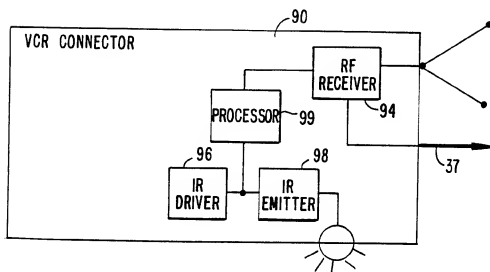 90
VCR CONNECTOR
RF
RECEIVER
94
PROCESSOR
99
37
96
98
IR
DRIVER
IR
EMITTER